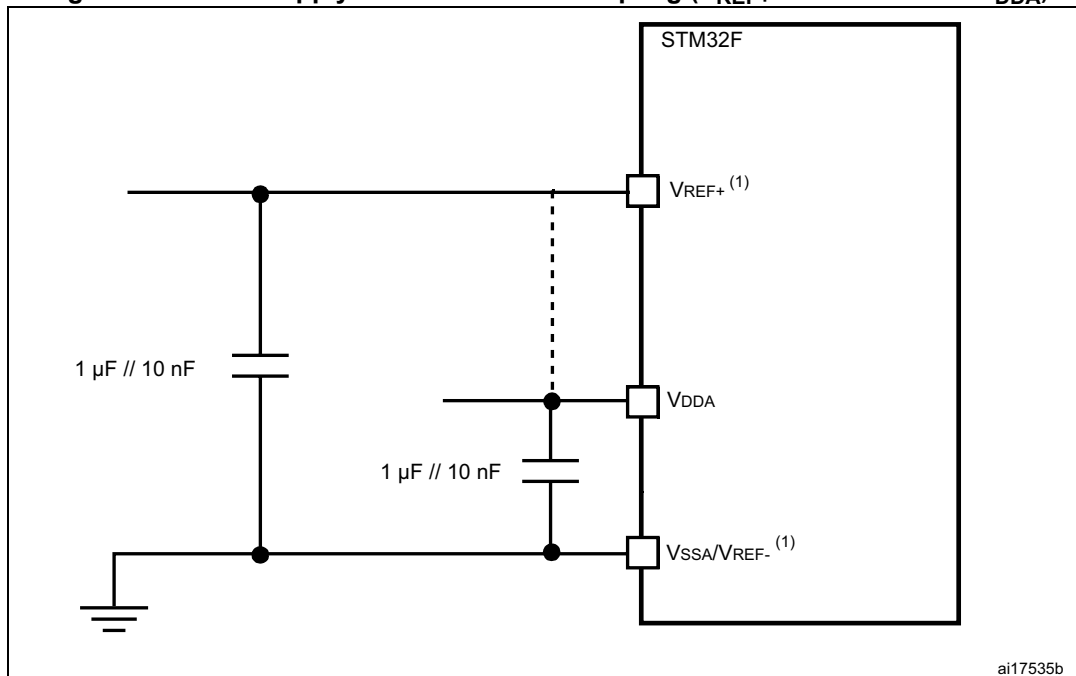 STM32F
VREF+ (1)
1 µF // 10 nF
VDDA
1 µF // 10 nF
VSSA/VREF- (1)
ai17535b